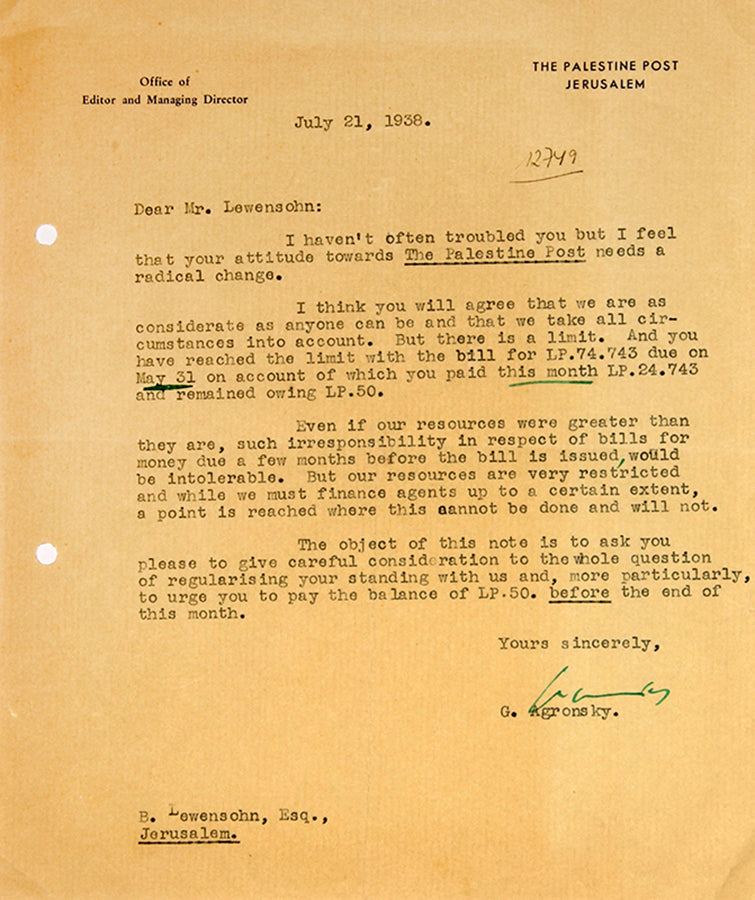 Office of
Editor and Managing Director
THE PALESTINE POST
JERUSALEM
July 21, 1938.
12749
Dear Mr. Lewensohn:
I haven't often troubled you but I feel
that your attitude towards The Palestine Post needs a
radical change.
I think you will agree that we are as
considerate as anyone can be and that we take all cir-
cumstances into account. But there is a limit. And you
have reached the limit with the bill for LP.74.743 due on
May 31 on account of which you paid this month LP.24.743
and remained owing LP.50.
Even if our resources were greater than
they are, such irresponsibility in respect of bills for
money due a few months before the bill is issued, would
be intolerable. But our resources are very restricted
and while we must finance agents up to a certain extent,
a point is reached where this cannot be done and will not.
The object of this note is to ask you
please to give careful consideration to the whole question
of regularising your standing with us and, more particularly,
to urge you to pay the balance of LP.50. before the end of
this month.
Yours sincerely,
G. Agronsky.
B. Lewensohn, Esq.,
Jerusalem.